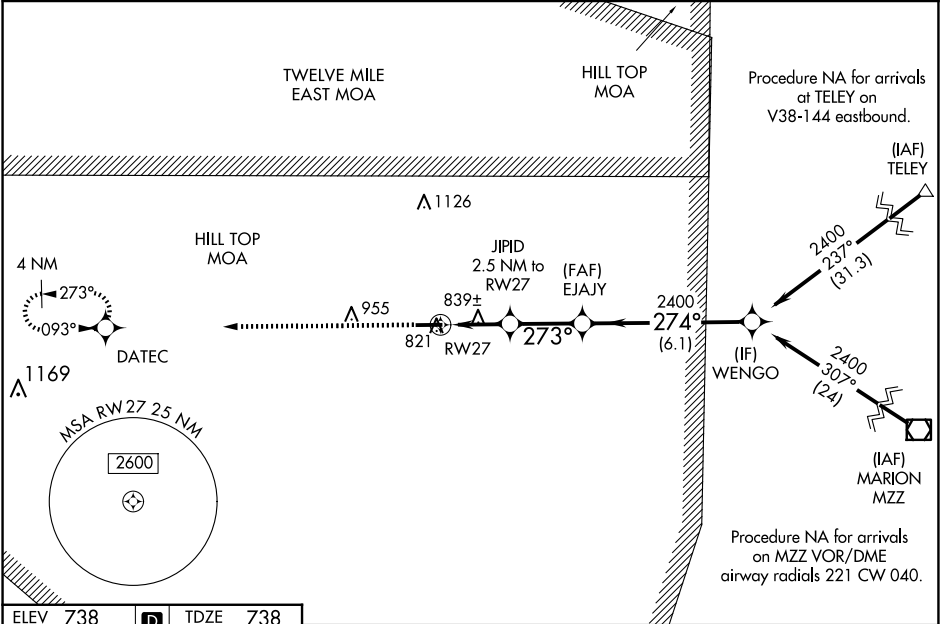 TWELVE MILE
EAST MOA
HILL TOP
MOA
Procedure NA for arrivals
at TELEY on
V38-144 eastbound.
(IAF)
TELEY
1126
HILL TOP
MOA
2400
237°
(31.3)
4 NM
273°
093°
DATEC
955
839±
821
RW27
JIPID
2.5 NM to
RW27
(FAF)
EJAJY
273°
2400
274°
(6.1)
(IF)
WENGO
2400
307°
(24)
(IAF)
MARION
MZZ
1169
MSA RW27 25 NM
2600
Procedure NA for arrivals
on MZZ VOR/DME
airway radials 221 CW 040.
ELEV 738 D TDZE 738